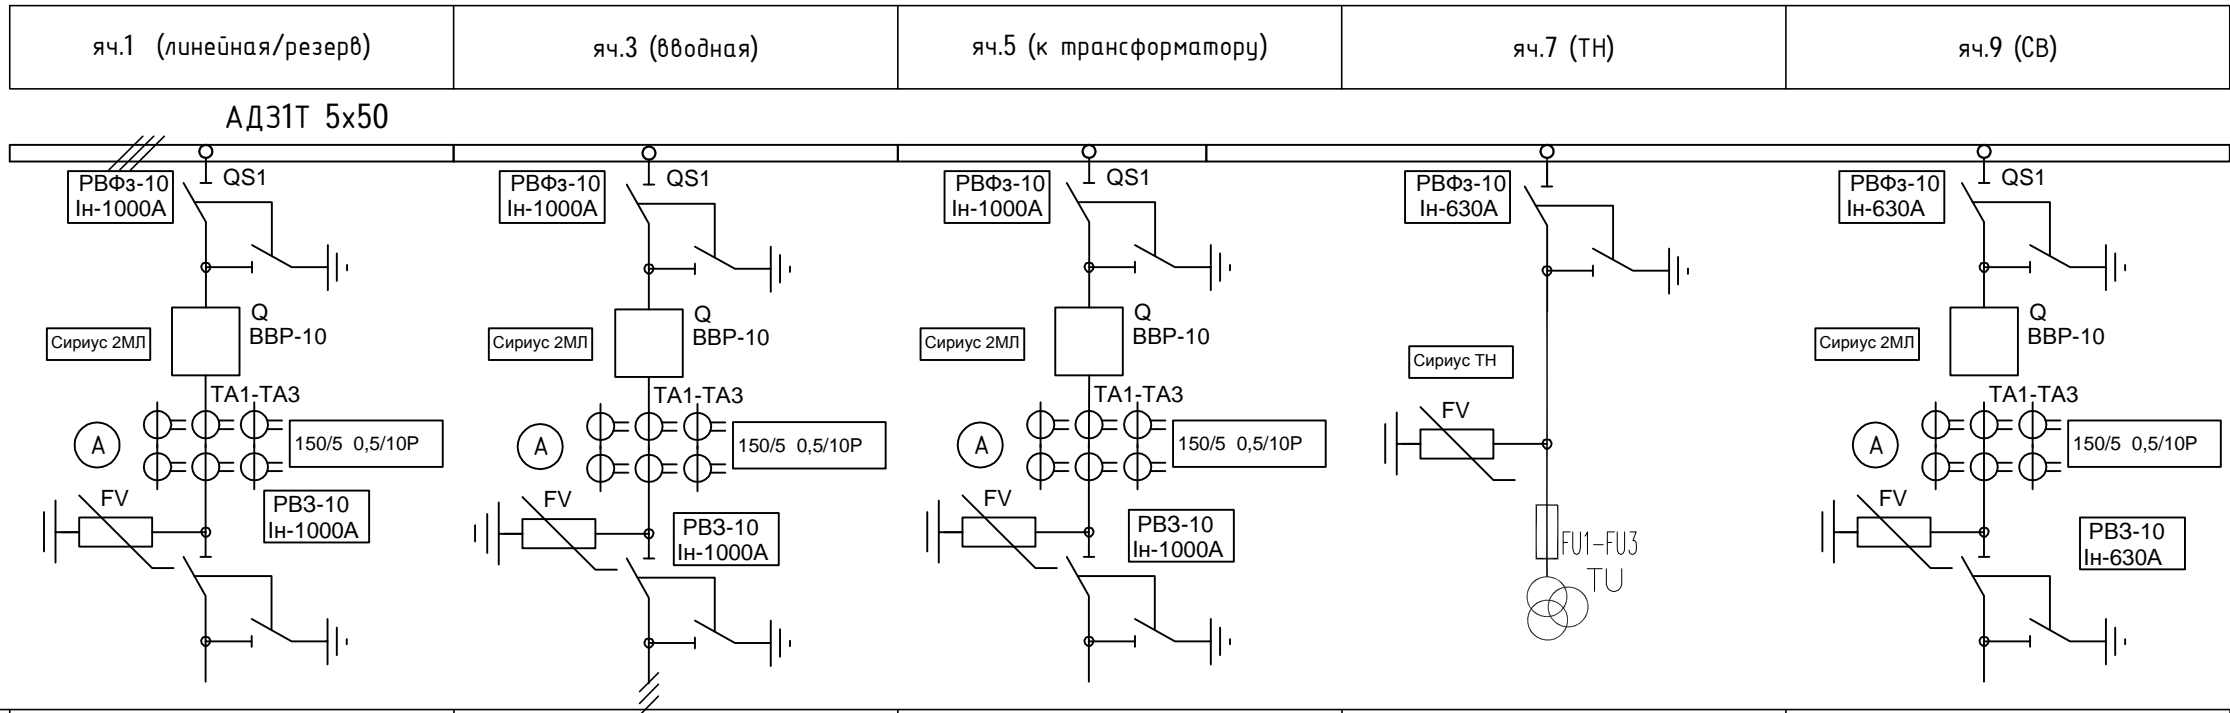 яч.1 (линейная/резерв)
яч.3 (вводная)
яч.5 (к трансформатору)
яч.7 (ТН)
яч.9 (СВ)
АД31Т 5х50
РВФз-10
Iн-1000А
QS1
РВФз-10
Iн-1000А
QS1
РВФз-10
Iн-1000А
QS1
РВФз-10
Iн-630А
РВФз-10
Iн-630А
QS1
Сириус 2МЛ
Q
ВВР-10
Сириус 2МЛ
Q
ВВР-10
Сириус 2МЛ
Q
ВВР-10
Сириус ТН
Сириус 2МЛ
Q
ВВР-10
ТА1-ТА3
А
150/5 0,5/10Р
ТА1-ТА3
А
150/5 0,5/10Р
ТА1-ТА3
А
150/5 0,5/10Р
FV
ТА1-ТА3
А
150/5 0,5/10Р
FV
РВЗ-10
Iн-1000А
FV
РВЗ-10
Iн-1000А
FV
РВЗ-10
Iн-1000А
FU1-FU3
TU
FV
РВЗ-10
Iн-630А